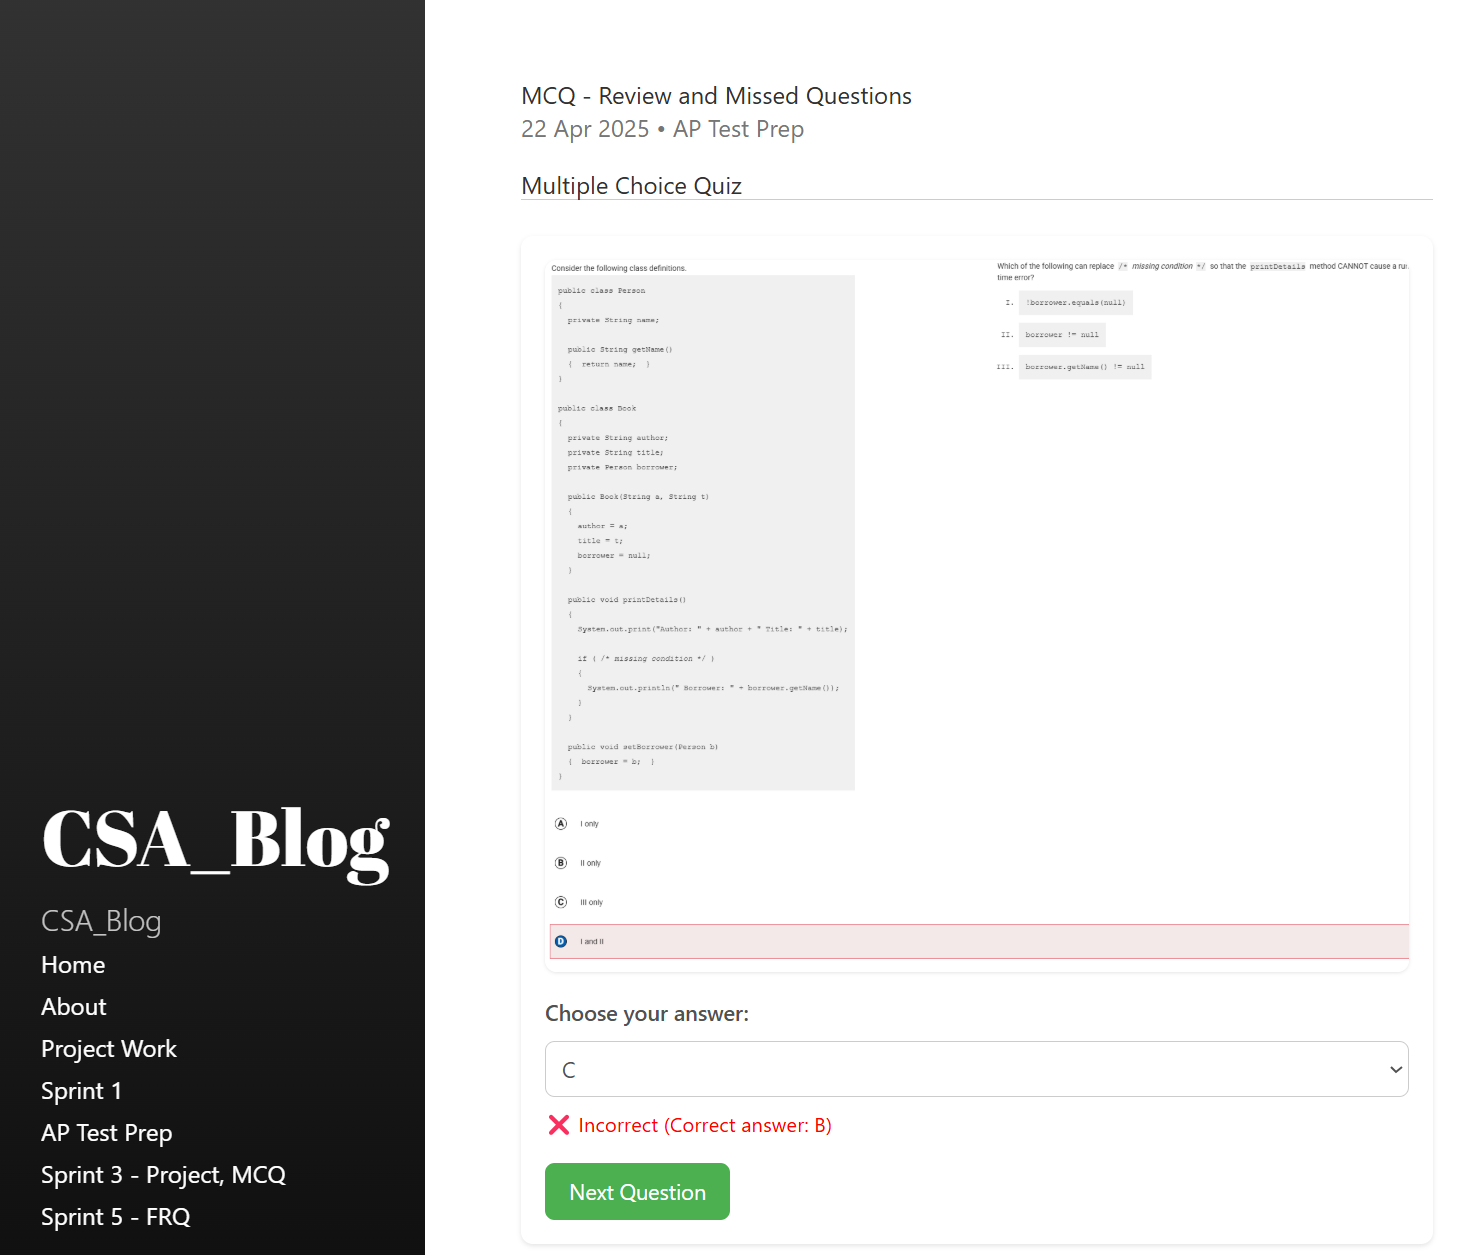 CSA_Blog
CSA_Blog
Home
About
Project Work
Sprint 1
AP Test Prep
Sprint 3 - Project, MCQ
Sprint 5 - FRQ
MCQ - Review and Missed Questions
22 Apr 2025 • AP Test Prep
Multiple Choice Quiz
Consider the following class definitions.
public class Person
{
private String name;
public String getName()
{ return name; }
}
public class Book
{
private String author;
private String title;
private Person borrower;
public Book(String a, String t)
{
author = a;
title = t;
borrower = null;
}
public void printDetails()
{
System.out.print("Author: " + author + " Title: " + title);
if ( /* missing condition */ )
{
System.out.println(" Borrower: " + borrower.getName());
}
}
public void setBorrower(Person b)
{ borrower = b; }
}
Which of the following can replace /* missing condition */ so that the printDetails method CANNOT cause a ru
time error?
I. !borrower.equals(null)
II. borrower != null
III. borrower.getName() != null
A I only
B II only
C III only
D I and II
Choose your answer:
C
❌ Incorrect (Correct answer: B)
Next Question